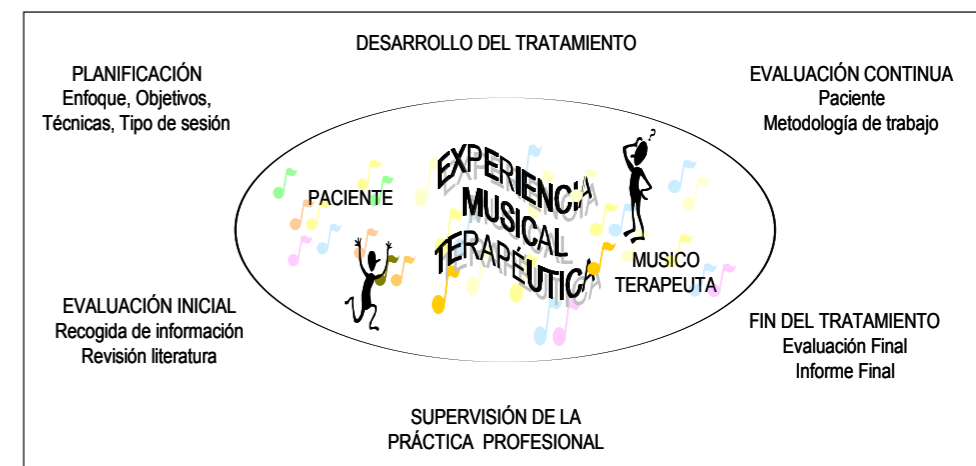 DESARROLLO DEL TRATAMIENTO
PLANIFICACIÓN
Enfoque, Objetivos,
Técnicas, Tipo de sesión
EVALUACIÓN CONTINUA
Paciente
Metodología de trabajo
?
EXPERIENCIA
MUSICAL
TERAPÉUTICA
PACIENTE
MUSICO
TERAPEUTA
EVALUACIÓN INICIAL
Recogida de información
Revisión literatura
FIN DEL TRATAMIENTO
Evaluación Final
Informe Final
SUPERVISIÓN DE LA
PRÁCTICA PROFESIONAL